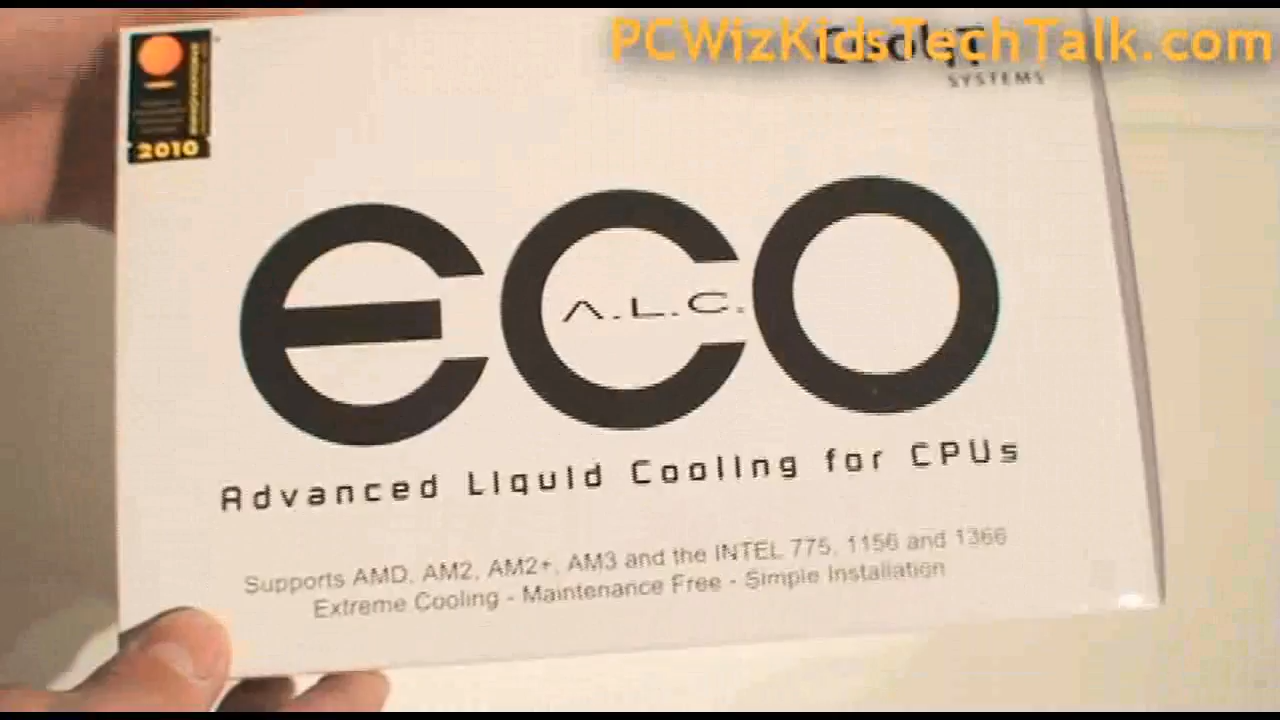 PCWizKidsTechTalk.com
SYSTEMS
2010
eco
A.L.C.
Advanced Liquid Cooling for CPUs
Supports AMD, AM2, AM2+, AM3 and the INTEL 775, 1156 and 1366
Extreme Cooling - Maintenance Free - Simple Installation